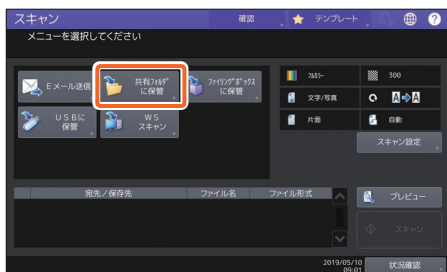 スキャン
確認
テンプレート
?
メニューを選択してください
Eメール送信
共有ﾌｫﾙﾀﾞ
に保管
ﾌｧｲﾘﾝｸﾞﾎﾞｯｸｽ
に保管
USBに
保管
WS
スキャン
ﾌﾙｶﾗｰ
300
文字/写真
A A
片面
自動
スキャン設定
宛先/保存先
ファイル名
ファイル形式
プレビュー
スキャン
2019/05/10
09:01
状況確認